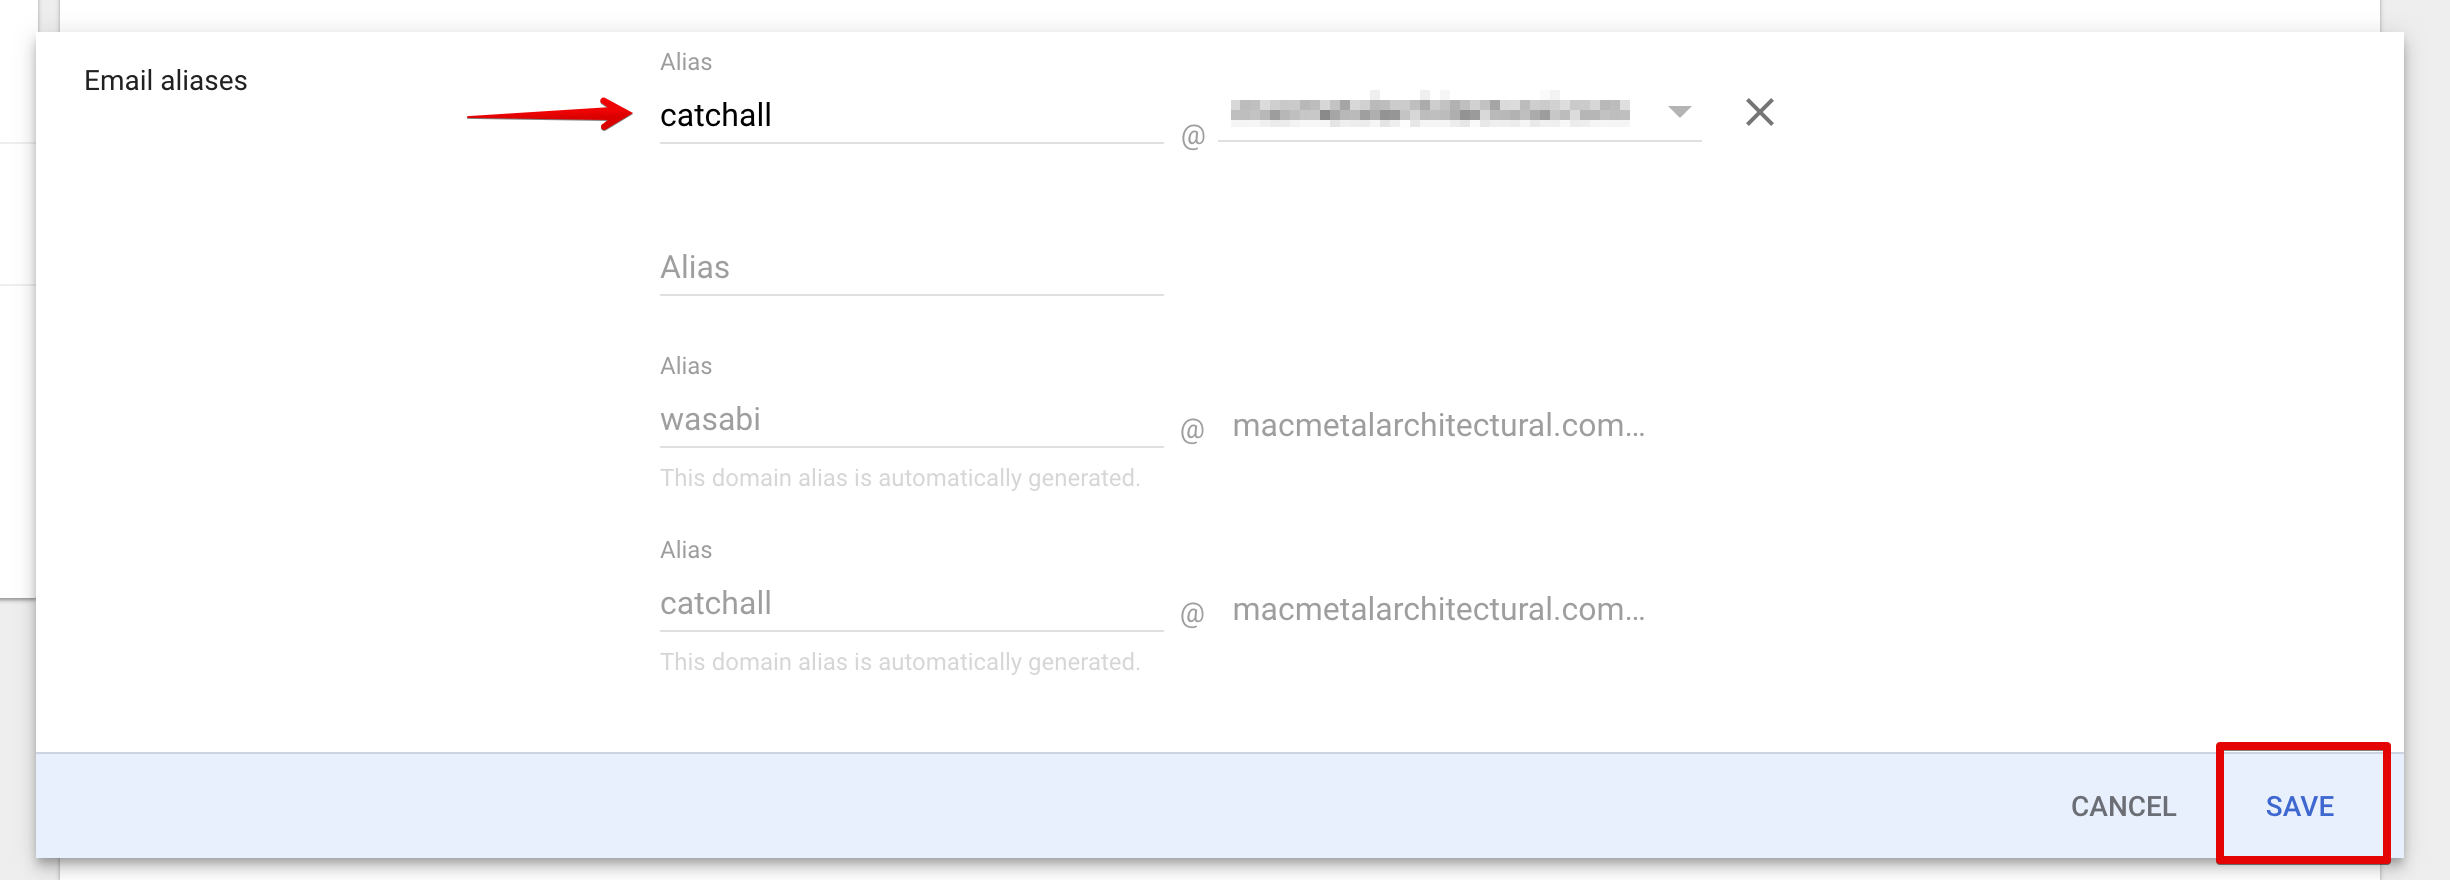 Email aliases
Alias
catchall
@
Alias
Alias
wasabi
@ macmetalarchitectural.com...
This domain alias is automatically generated.
Alias
catchall
@ macmetalarchitectural.com...
This domain alias is automatically generated.
CANCEL
SAVE